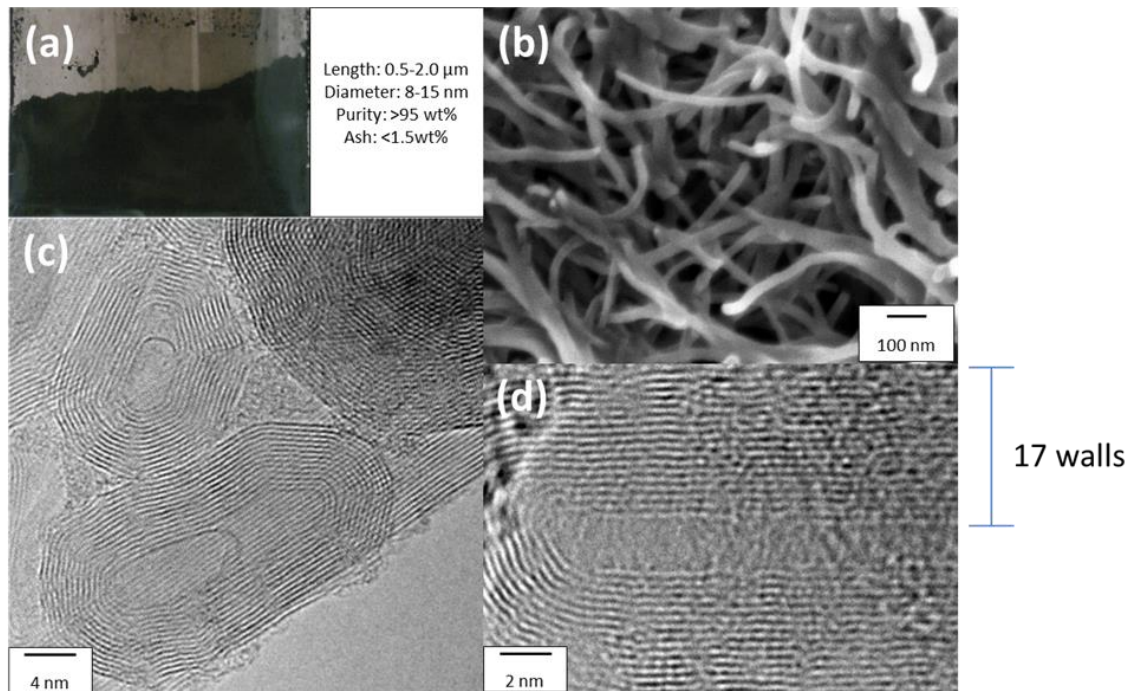 (a)
Length: 0.5-2.0 µm
Diameter: 8-15 nm
Purity: >95 wt%
Ash: <1.5wt%
(b)
100 nm
(c)
4 nm
(d)
2 nm
17 walls